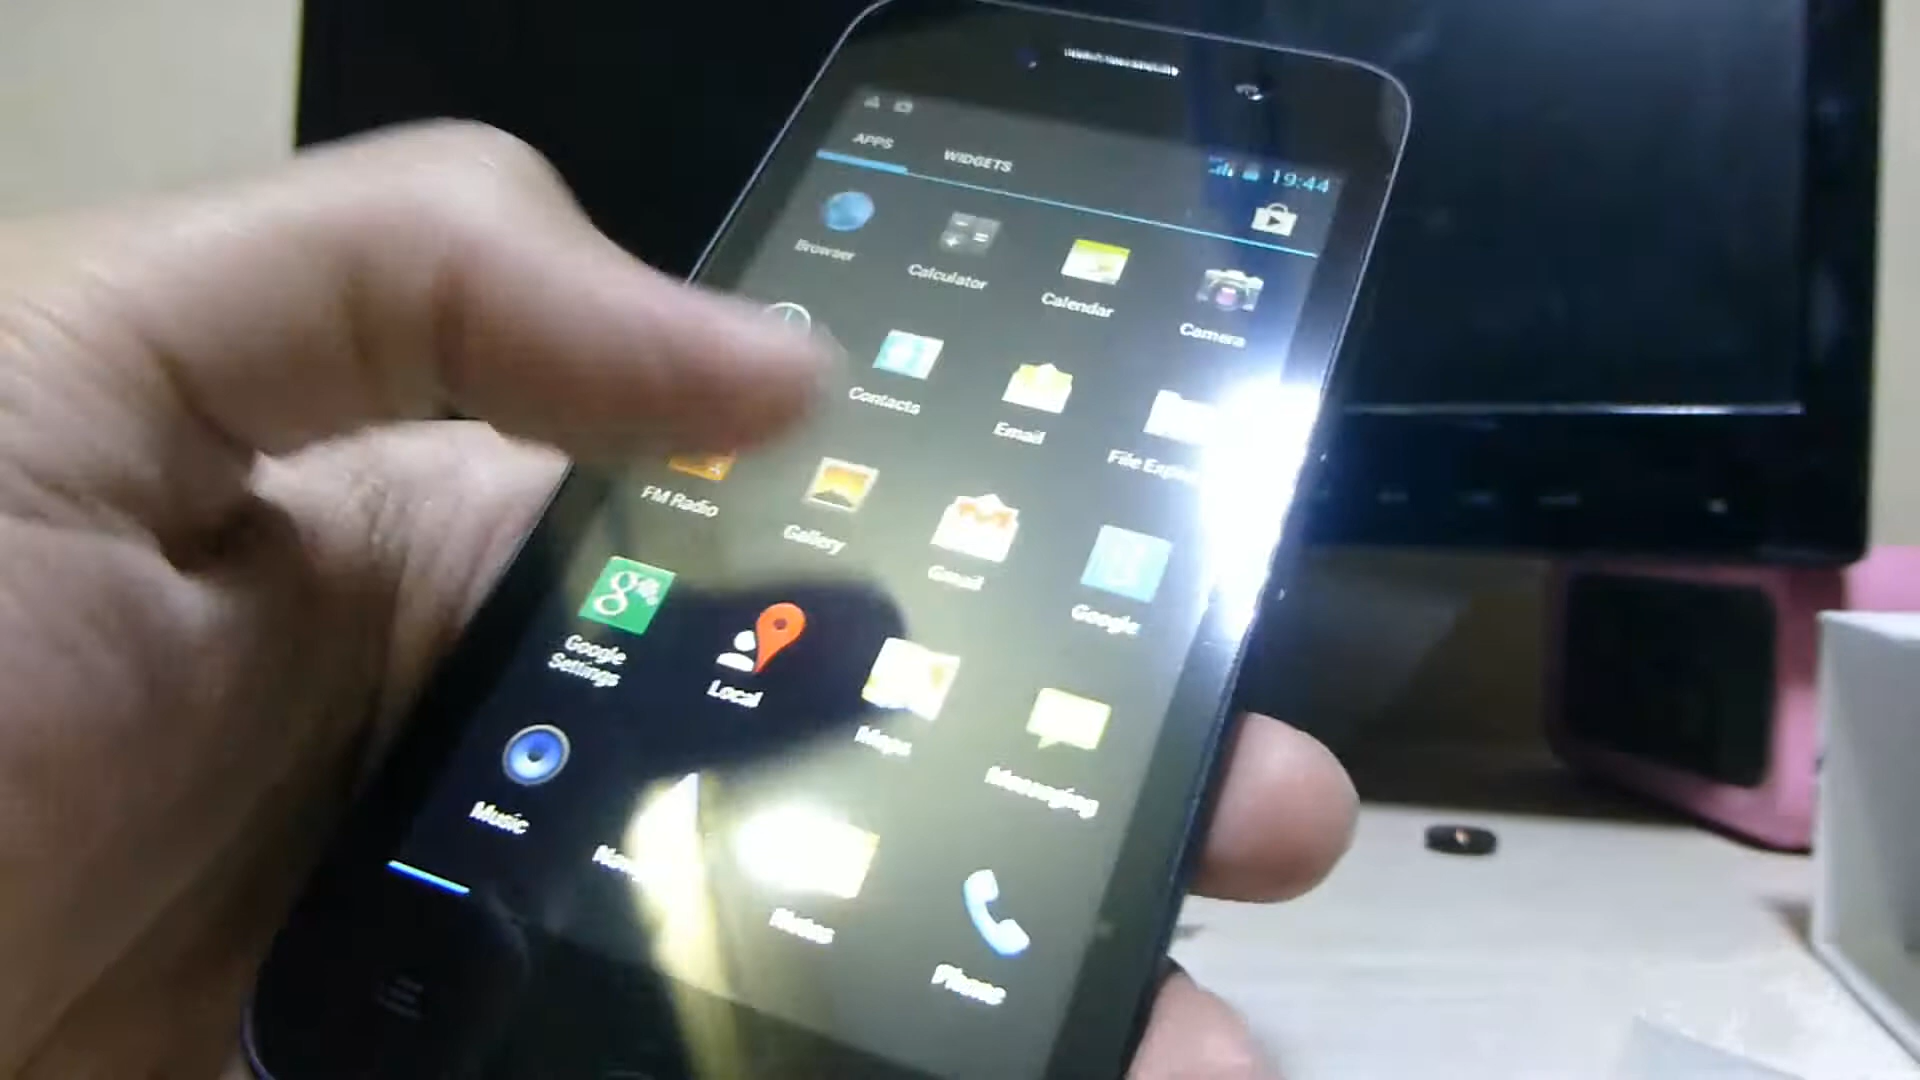 19:44
APPS WIDGETS
Browser Calculator Calendar Camera
Contacts Email File
FM Radio Gallery Gmail Google
g
Google
Settings
Local Maps Messaging
Music Notes Phone